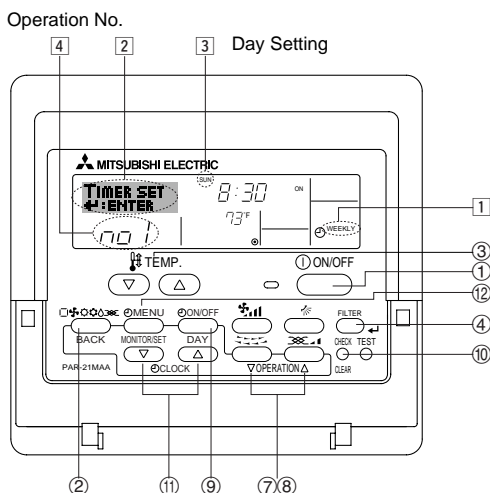 Operation No.
4 2 3 Day Setting
MITSUBISHI ELECTRIC
SUN
TIMER SET
↵:ENTER
8:30 ON
73°F
no 1
WEEKLY
1
TEMP.
ON/OFF
③
①
⑫
MENU
ON/OFF
FILTER
④
BACK
MONITOR/SET
DAY
CHECK TEST
⑩
PAR-21MAA
CLOCK
▽OPERATION△
CLEAR
② ⑪ ⑨ ⑦⑧